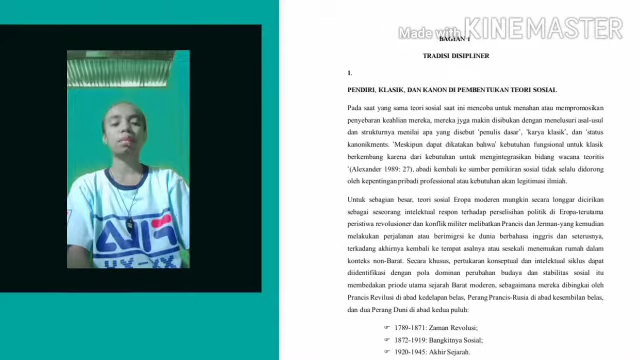 Made with KINEMASTER
BAGIAN 1
TRADISI DISIPLINER
1.
PENDIRI, KLASIK, DAN KANON DI PEMBENTUKAN TEORI SOSIAL
Pada saat yang sama teori sosial saat ini mencoba untuk menahan atau mempromosikan
penyebaran keahlian mereka, mereka jyga makin disibukan dengan menelusuri asal-usul
dan strukturnya menilai apa yang disebut 'penulis dasar', 'karya klasik', dan 'status
kanonikments. 'Meskipun dapat dikatakan bahwa' kebutuhan fungsional untuk klasik
berkembang karena dari kebutuhan untuk mengintegrasikan bidang wacana teoritis
'(Alexander 1989: 27), abadi kembali ke sumber pemikiran sosial tidak selalu didorong
oleh kepentingan pribadi professional atau kebutuhan akan legitimasi ilmiah.
Untuk sebagian besar, teori sosial Eropa moderen mungkin secara longgar dicirikan
sebagai seseorang intelektual respon terhadap perselisihan politik di Eropa-terutama
peristiwa revolusioner dan konflik militer melibatkan Prancis dan Jerman-yang kemudian
melakukan perjalanan atau berimigrsi ke dunia berbahasa inggris dan seterusnya,
terkadang akhirnya kembali ke tempat asalnya atau sesekali menemukan rumah dalam
konteks non-Barat. Secara khusus, pertukaran konseptual dan intelektual siklus dapat
diidentifikasi dengan pola dominan perubahan budaya dan stabilitas sosial itu
membedakan priode utama sejarah Barat moderen, sebagaimana mereka dibingkai oleh
Prancis Revilusi di abad kedelapan belas, Perang Prancis-Rusia di abad kesembilan belas,
dan dua Perang Duni di abad kedua puluh:
☞ 1789-1871: Zaman Revolusi;
☞ 1872-1919: Bangkitnya Sosial;
☞ 1920-1945: Akhir Sejarah.